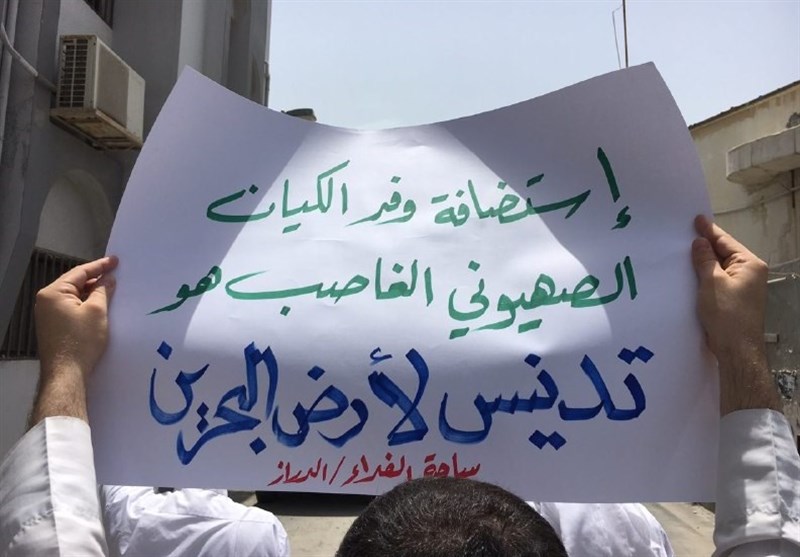 إستضافة وفد الكيان
الصهيوني الغاصب هو
تدنيس لأرض البحرين
ساحة الفداء/الدراز